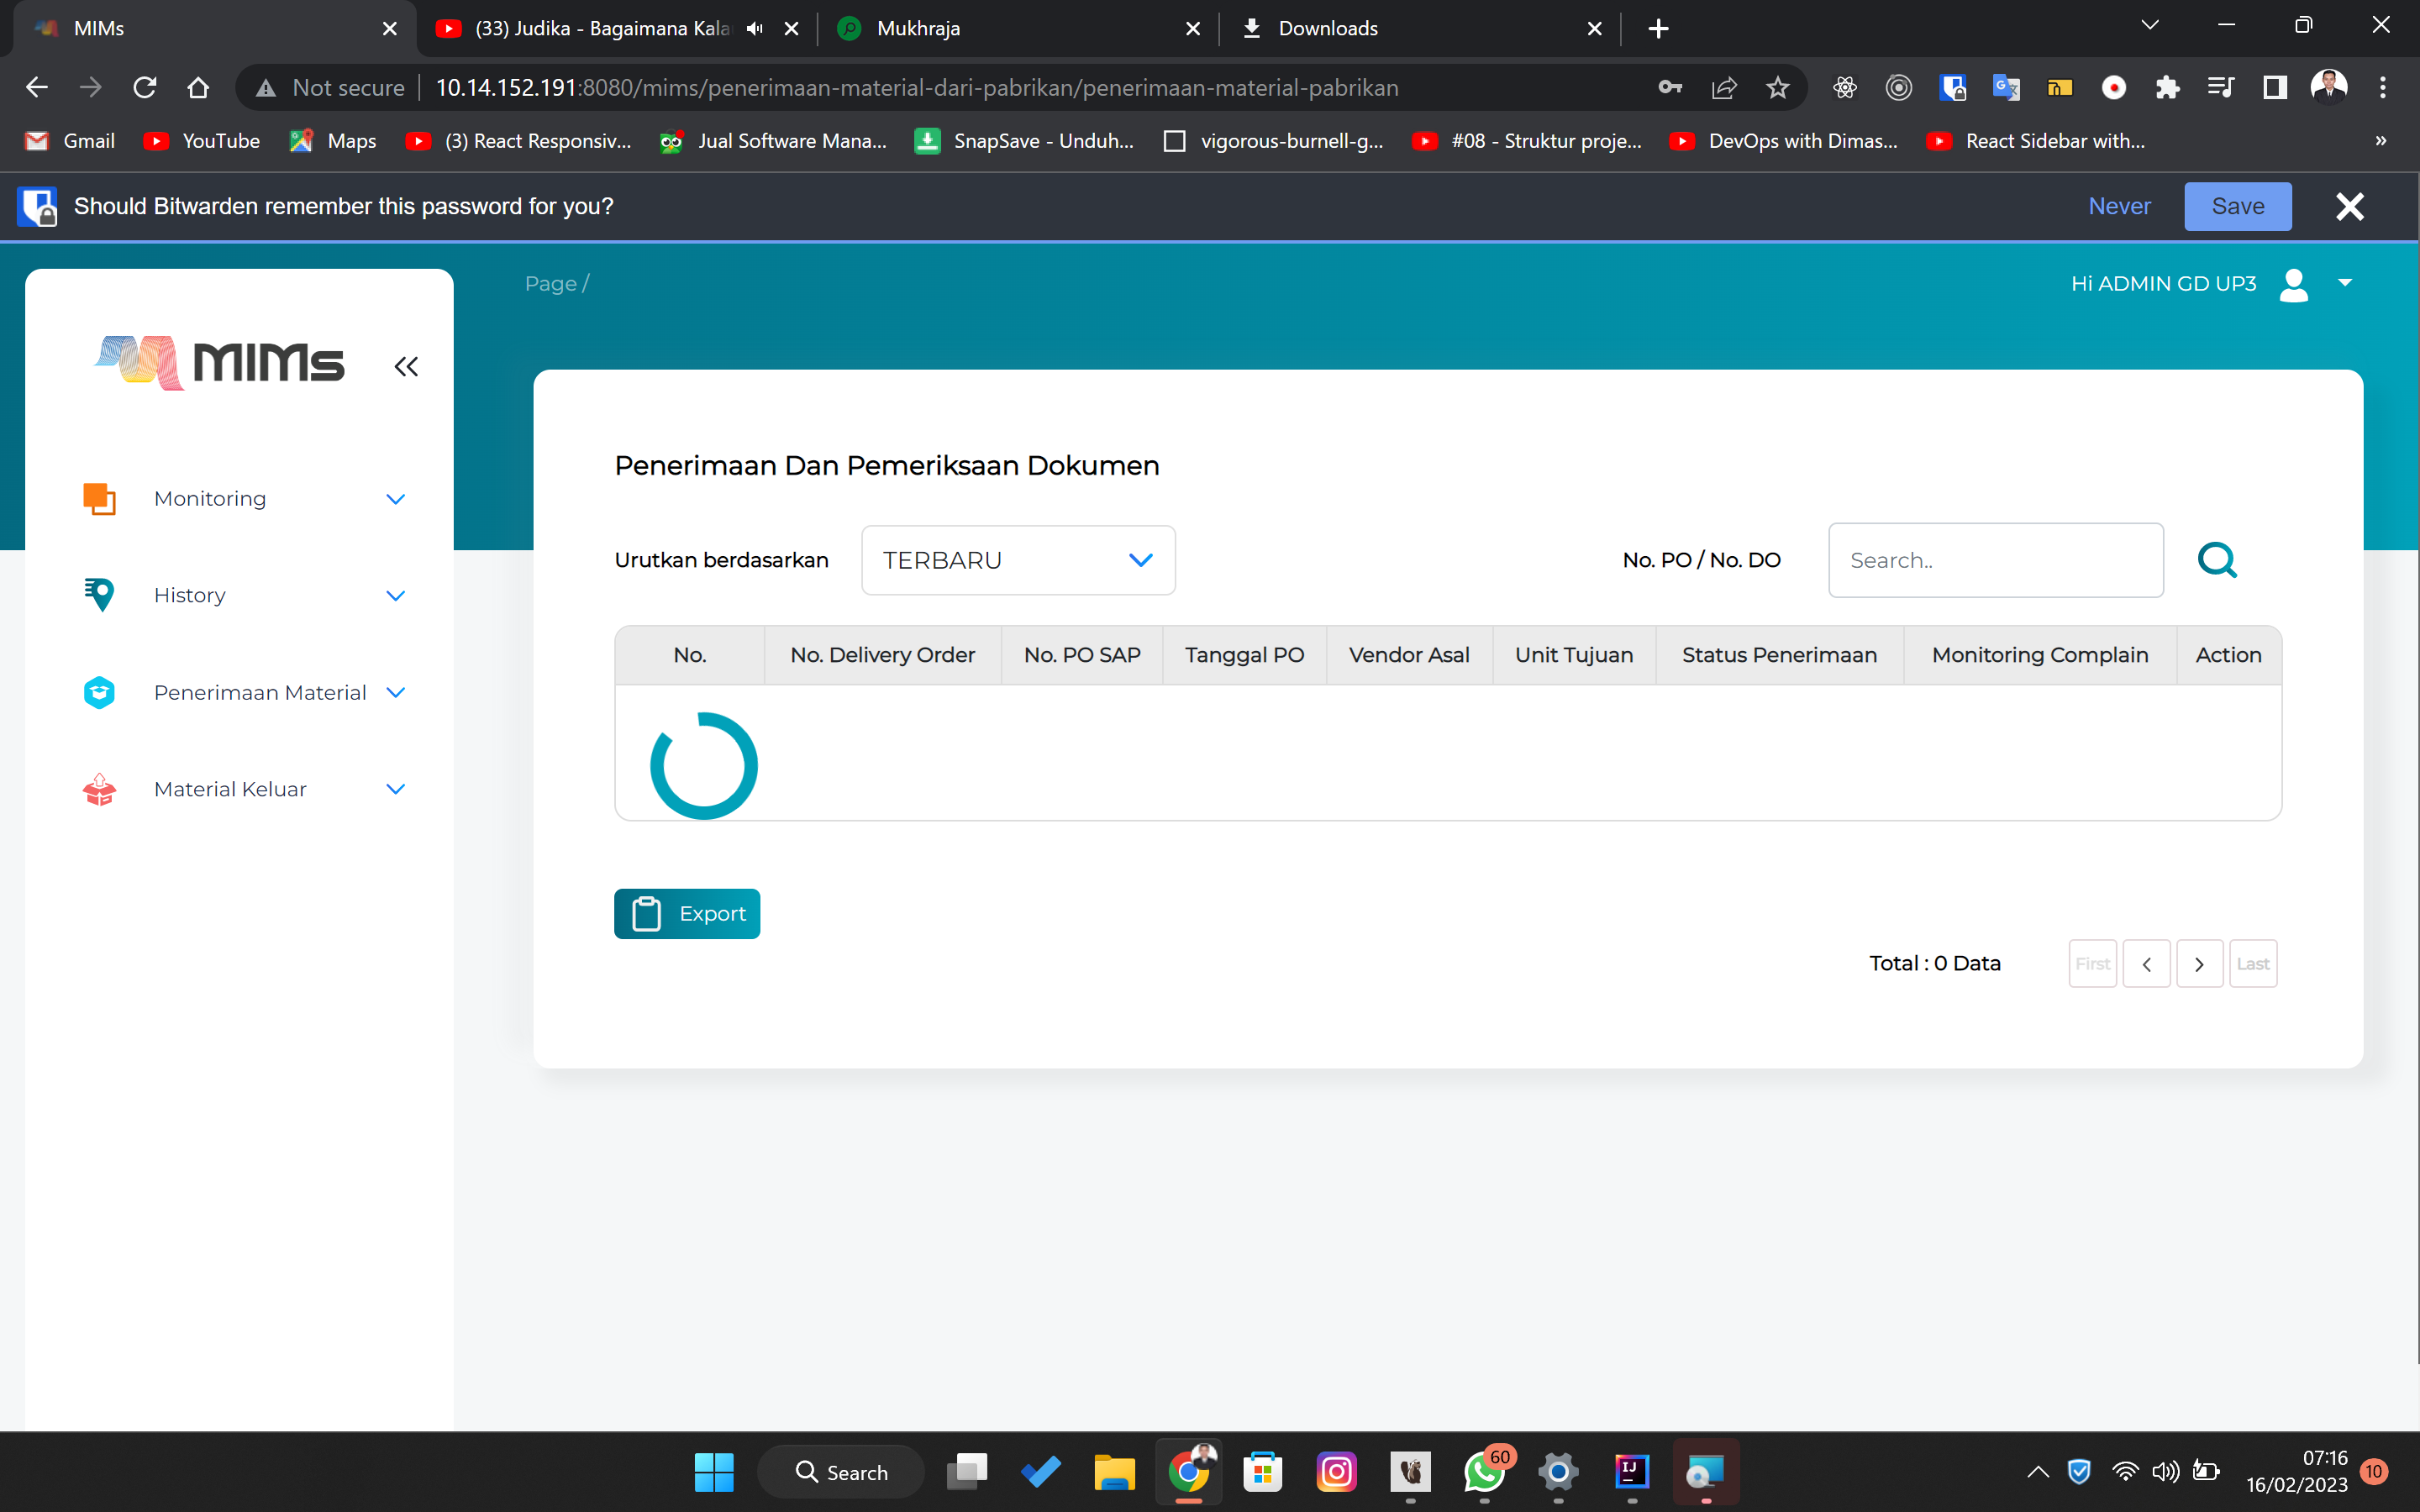 MIMs
(33) Judika - Bagaimana Kala
Mukhraja
Downloads
Not secure
10.14.152.191:8080/mims/penerimaan-material-dari-pabrikan/penerimaan-material-pabrikan
Gmail
YouTube
Maps
(3) React Responsiv...
Jual Software Mana...
SnapSave - Unduh...
vigorous-burnell-g...
#08 - Struktur proje...
DevOps with Dimas...
React Sidebar with...
»
Should Bitwarden remember this password for you?
Never
Save
Page /
Hi ADMIN GD UP3
MIMs
Monitoring
History
Penerimaan Material
Material Keluar
Penerimaan Dan Pemeriksaan Dokumen
Urutkan berdasarkan
TERBARU
No. PO / No. DO
Search..
No.
No. Delivery Order
No. PO SAP
Tanggal PO
Vendor Asal
Unit Tujuan
Status Penerimaan
Monitoring Complain
Action
Export
Total : 0 Data
First
<
>
Last
Search
60
IJ
07:16
16/02/2023
10